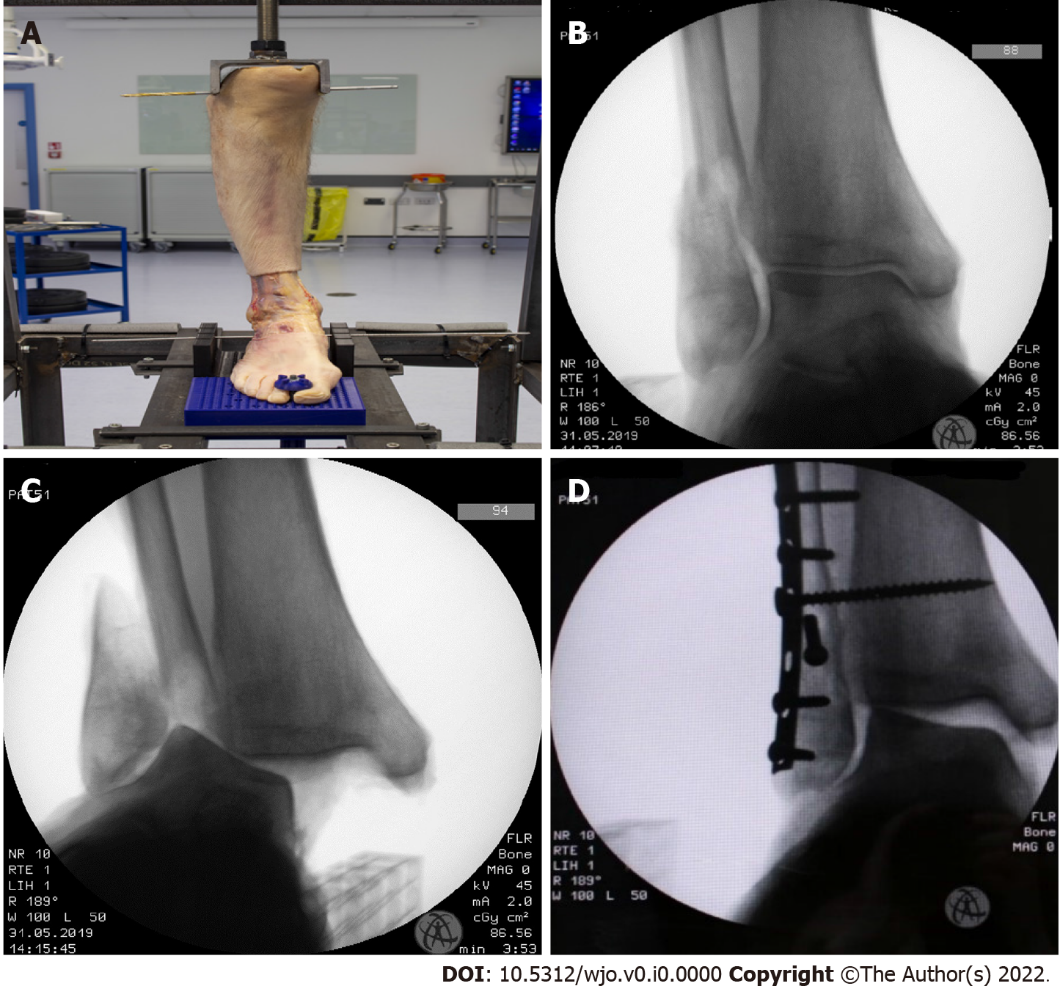 A
B
PAT51
88
FLR
NR 10
Bone
RTE 1
MAG 0
LIH 1
kV 45
R 186°
mA 2.0
W 100 L 50
cGy cm²
31.05.2019
86.56
C
PAT51
94
FLR
NR 10
Bone
RTE 1
MAG 0
LIH 1
kV 45
R 189°
mA 2.0
W 100 L 50
cGy cm²
31.05.2019
86.56
14:15:45
min 3:53
D
PAT51
FLR
NR 10
Bone
RTE 1
MAG 0
LIH 1
R 189°
W 100 L 50
DOI: 10.5312/wjo.v0.i0.0000 Copyright ©The Author(s) 2022.